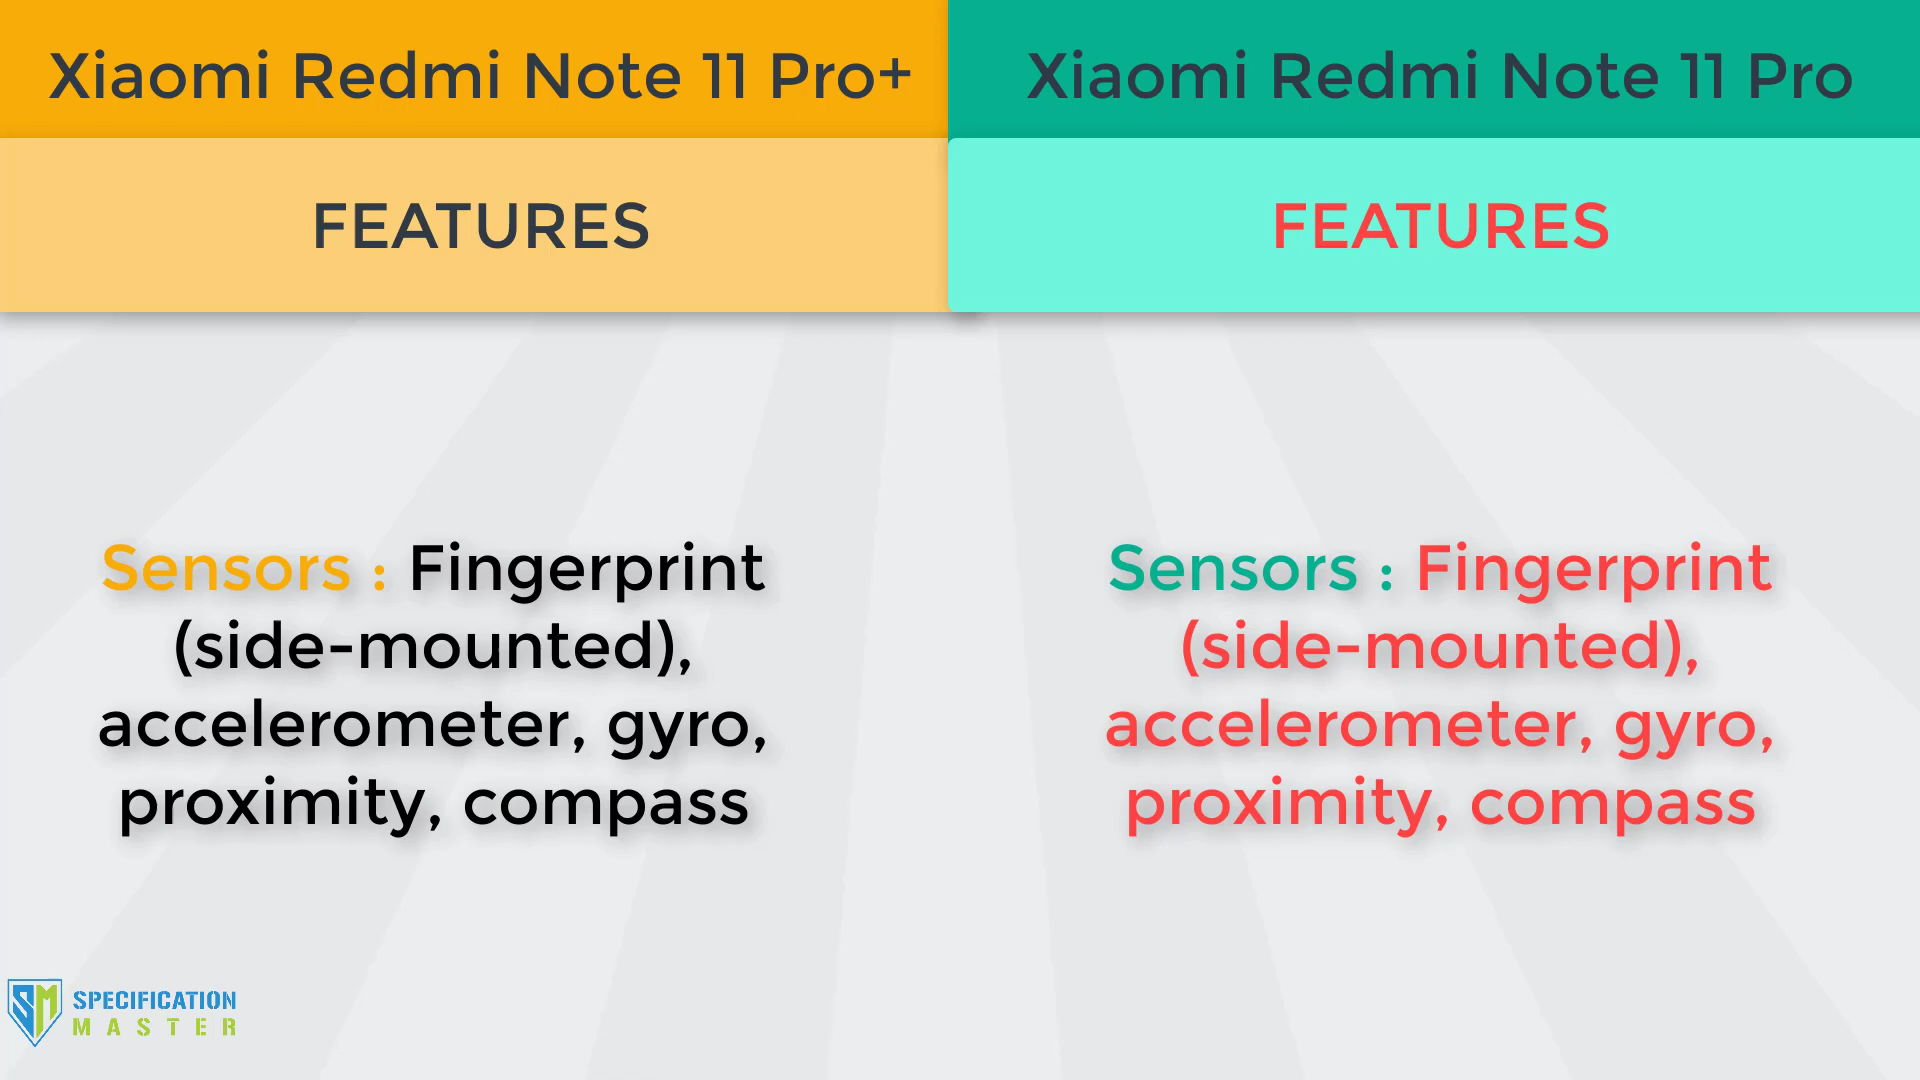 Xiaomi Redmi Note 11 Pro+
FEATURES
Sensors : Fingerprint
(side-mounted),
accelerometer, gyro,
proximity, compass
Xiaomi Redmi Note 11 Pro
FEATURES
Sensors : Fingerprint
(side-mounted),
accelerometer, gyro,
proximity, compass
SM
SPECIFICATION
MASTER